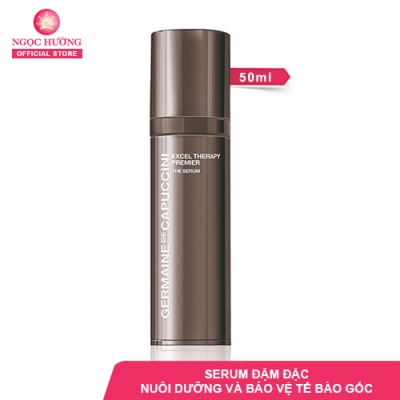 NGỌC HƯỜNG
OFFICIAL STORE
50ml
GERMAINE DE CAPUCCINI
EXCEL THERAPY
PREMIER
THE SERUM
SERUM ĐẬM ĐẶC
NUÔI DƯỠNG VÀ BẢO VỆ TẾ BÀO GỐC